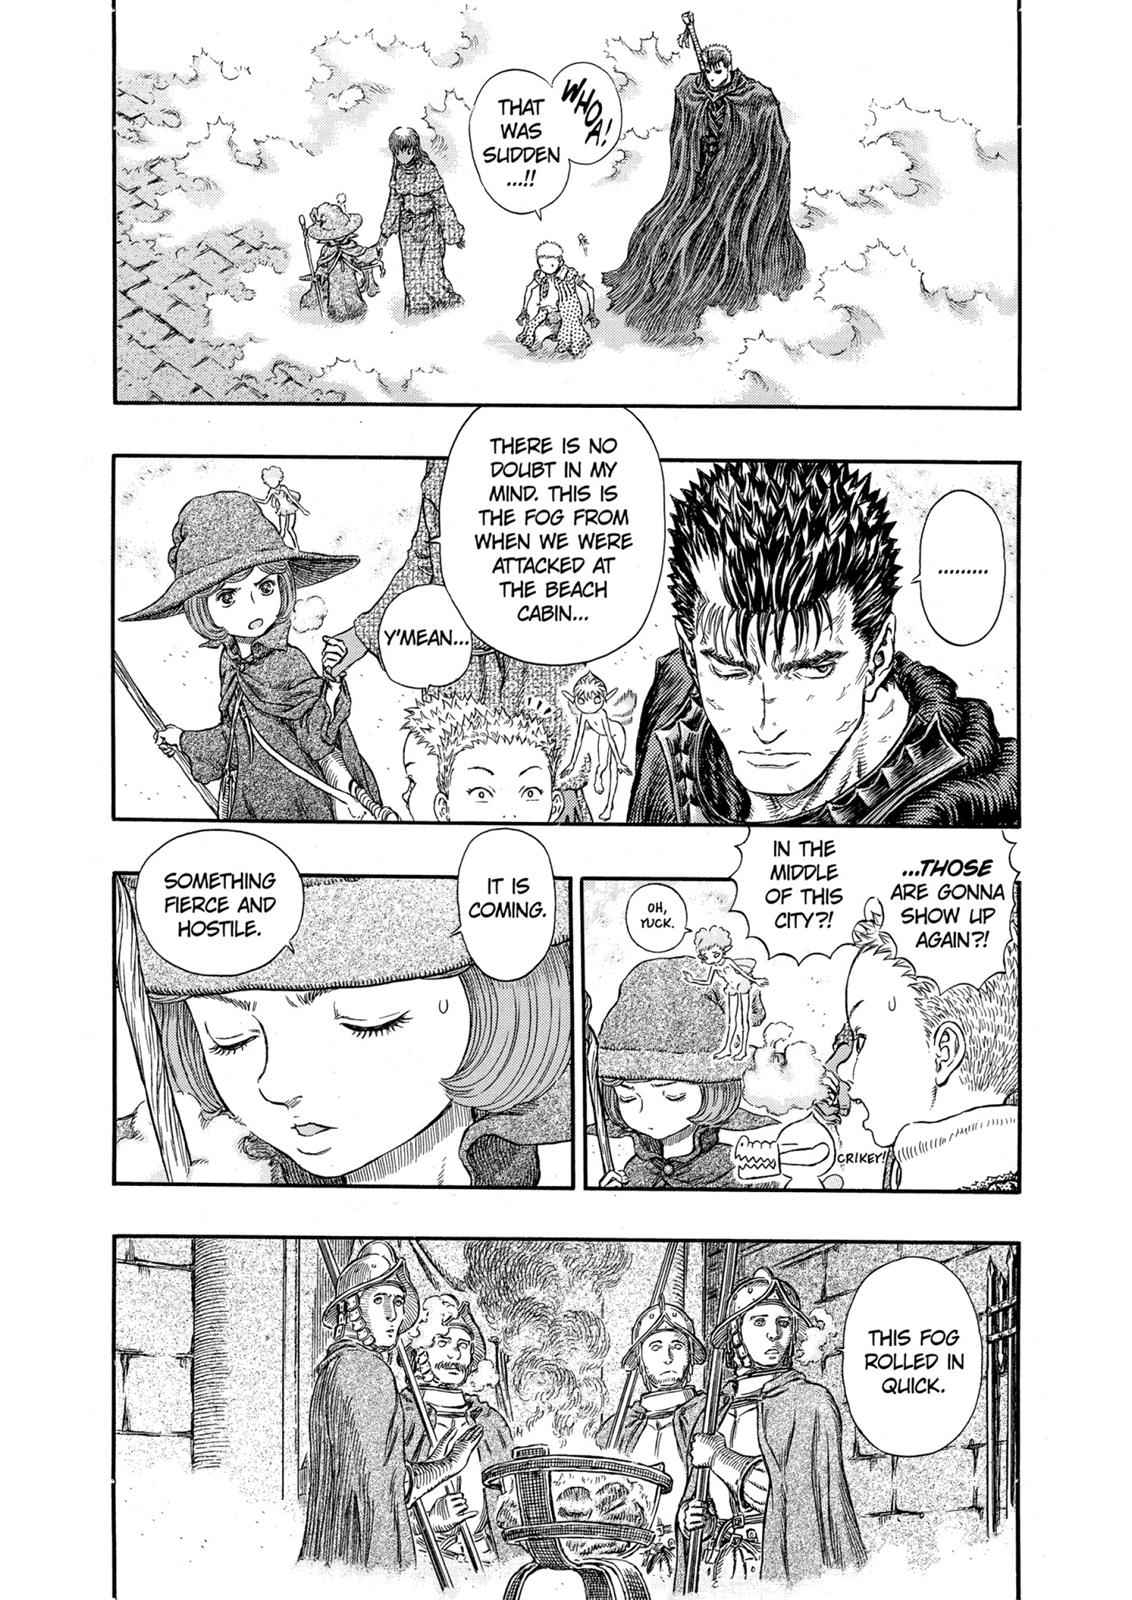 WHOA!
THAT
WAS
SUDDEN
...!!
.........
THERE IS NO
DOUBT IN MY
MIND. THIS IS
THE FOG FROM
WHEN WE WERE
ATTACKED AT
THE BEACH
CABIN...
Y'MEAN...
...THOSE
ARE GONNA
SHOW UP
AGAIN?!
IN THE
MIDDLE
OF THIS
CITY?!
OH,
YUCK.
CRIKEY!
IT IS
COMING.
SOMETHING
FIERCE AND
HOSTILE.
THIS FOG
ROLLED IN
QUICK.